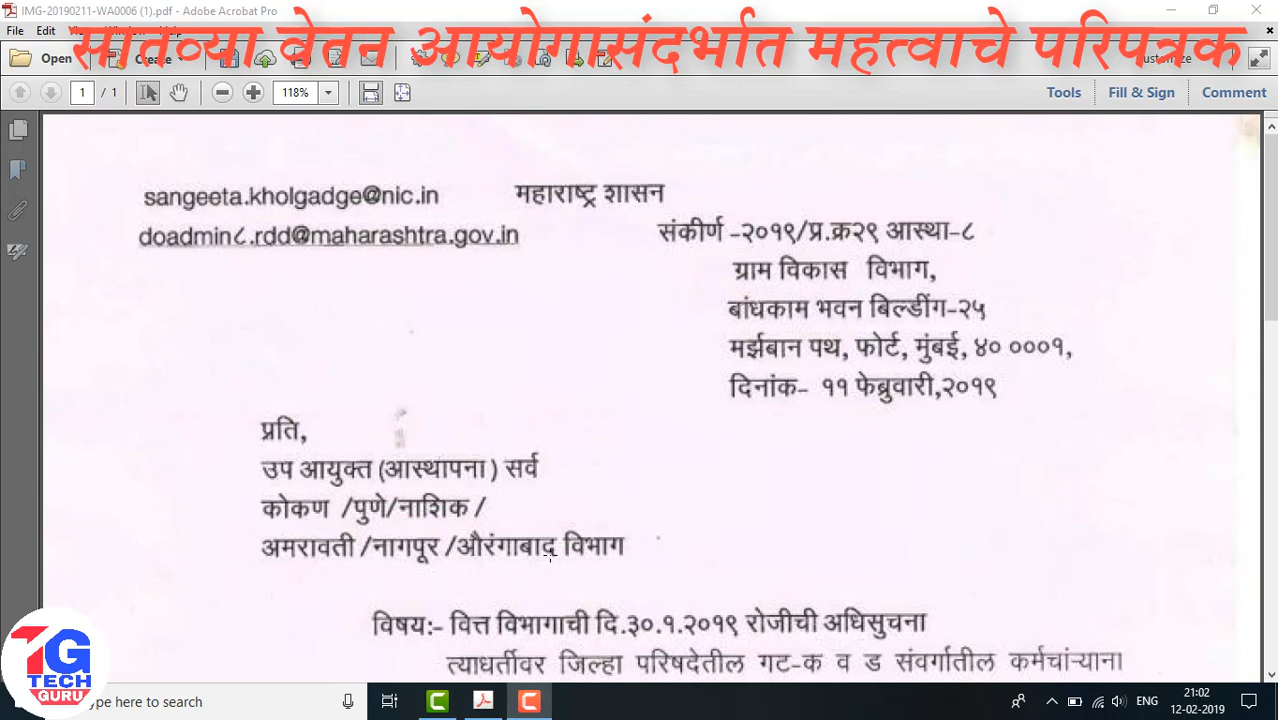 IMG-20190211-WA0006 (1).pdf - Adobe Acrobat Pro
File Edit
सातव्या वेतन आयोगासंदर्भात महत्वाचे परिपत्रक
Open Create Customize
1 / 1 118% Tools Fill & Sign Comment
sangeeta.kholgadge@nic.in महाराष्ट्र शासन
doadmin८.rdd@maharashtra.gov.in संकीर्ण -२०१९/प्र.क्र२९ आस्था-८
ग्राम विकास विभाग,
बांधकाम भवन बिल्डींग-२५
मर्झबान पथ, फोर्ट, मुंबई, ४० ०००१,
दिनांक- ११ फेब्रुवारी,२०१९
प्रति,
उप आयुक्त (आस्थापना ) सर्व
कोकण /पुणे/नाशिक /
अमरावती /नागपूर /औरंगाबाद विभाग
विषय:- वित्त विभागाची दि.३०.१.२०१९ रोजीची अधिसुचना
त्याधर्तीवर जिल्हा परिषदेतील गट-क व ड संवर्गातील कर्मचाऱ्याना
TG
TECH
GURU
here to search
ENG
21:02
12-02-2019